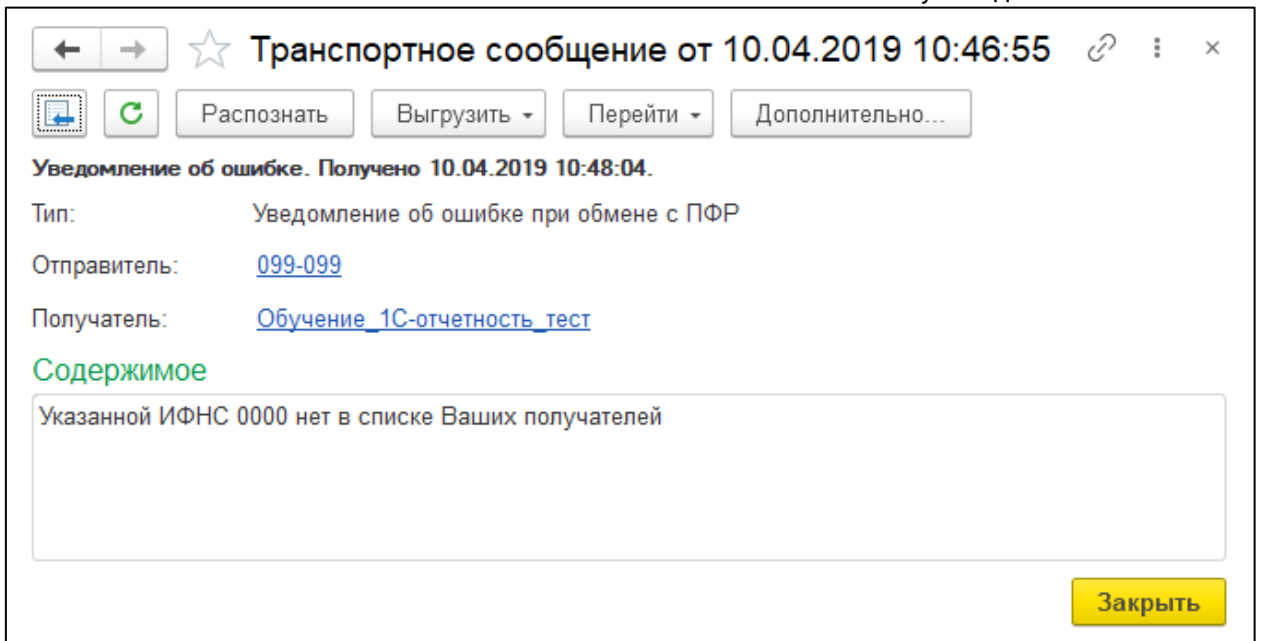 Транспортное сообщение от 10.04.2019 10:46:55
Распознать Выгрузить Перейти Дополнительно...
Уведомление об ошибке. Получено 10.04.2019 10:48:04.
Тип: Уведомление об ошибке при обмене с ПФР
Отправитель: 099-099
Получатель: Обучение_1С-отчетность_тест
Содержимое
Указанной ИФНС 0000 нет в списке Ваших получателей
Закрыть